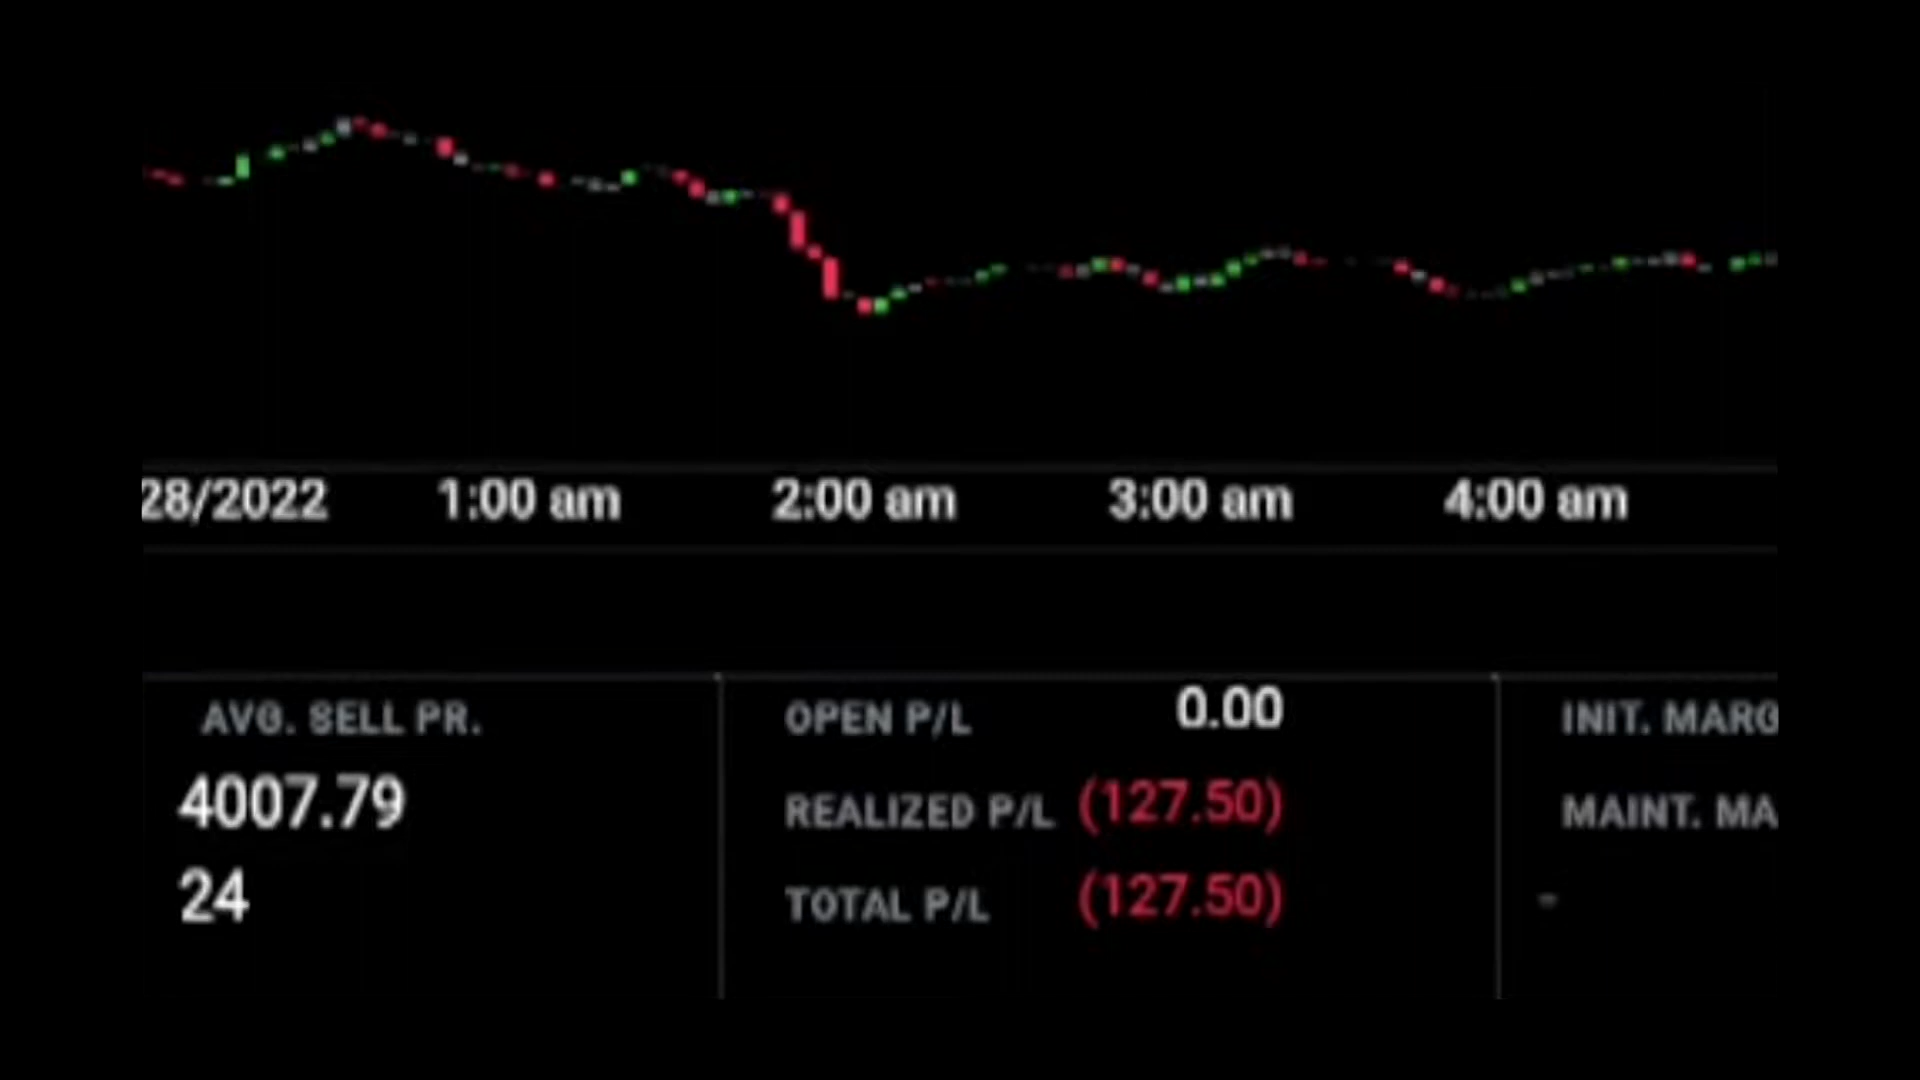 28/2022 1:00 am 2:00 am 3:00 am 4:00 am
AVG. SELL PR.
4007.79
24
OPEN P/L 0.00
REALIZED P/L (127.50)
TOTAL P/L (127.50)
INIT. MARG
MAINT. MA
-